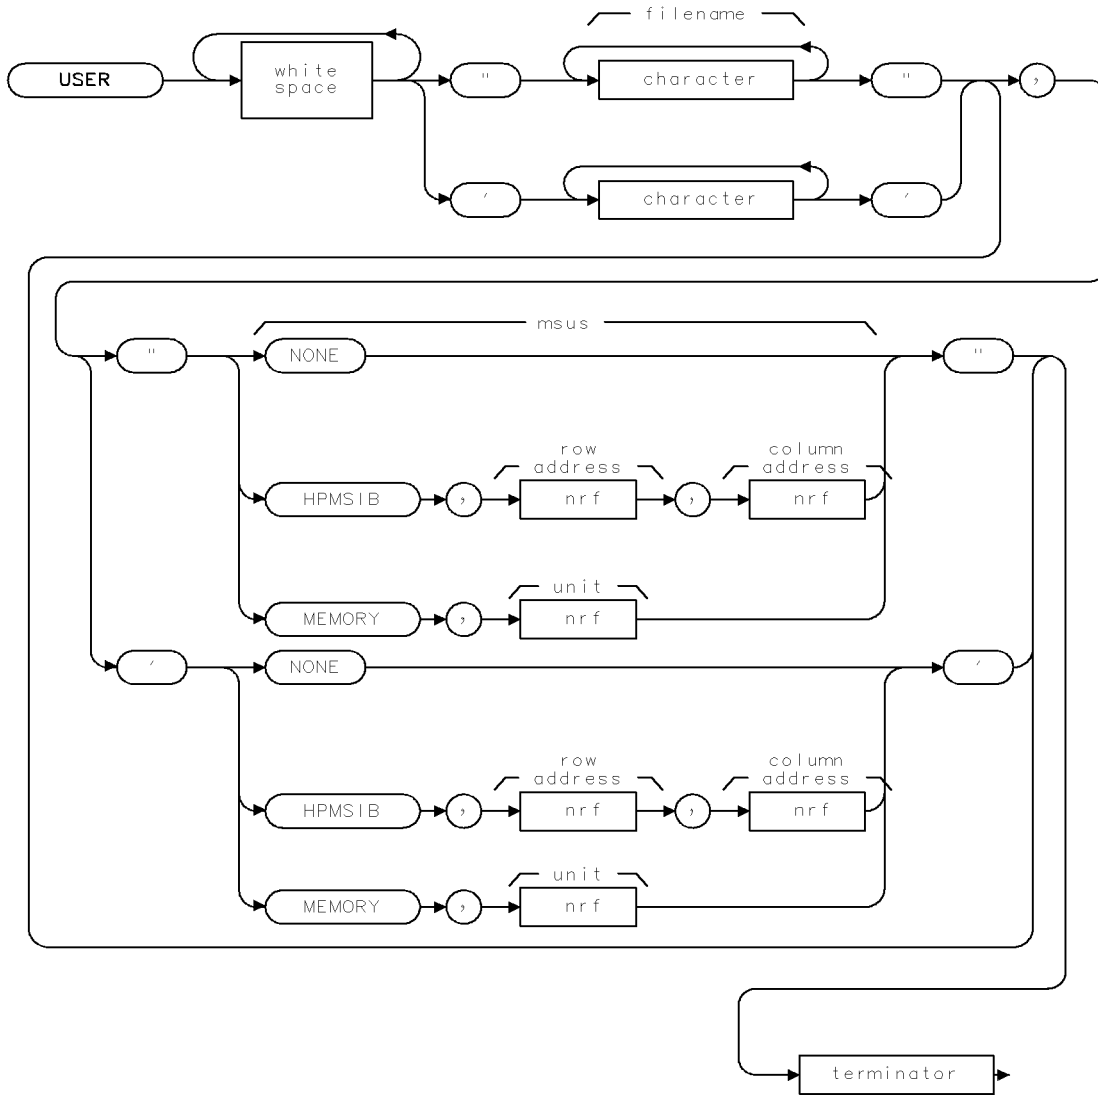 filename
USER
white
space
" character "
,
' character '
msus
" NONE "
row
address
column
address
HPMSIB , nrf , nrf
unit
MEMORY , nrf
' NONE '
row
address
column
address
HPMSIB , nrf , nrf
unit
MEMORY , nrf
terminator